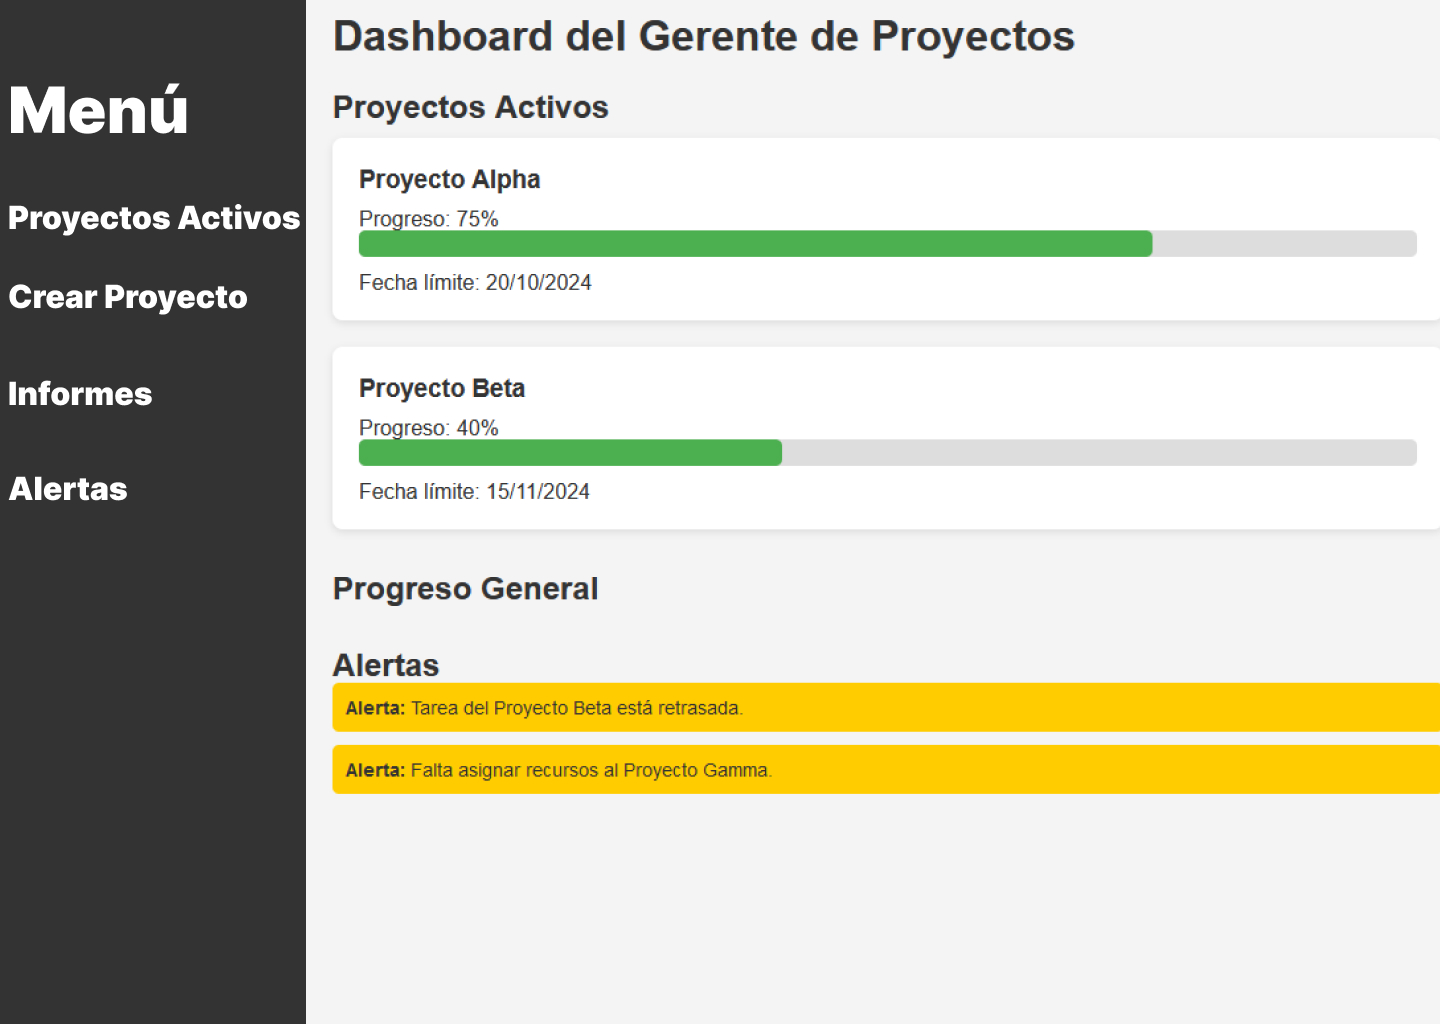 Menú
Proyectos Activos
Crear Proyecto
Informes
Alertas
Dashboard del Gerente de Proyectos
Proyectos Activos
Proyecto Alpha
Progreso: 75%
Fecha límite: 20/10/2024
Proyecto Beta
Progreso: 40%
Fecha límite: 15/11/2024
Progreso General
Alertas
Alerta: Tarea del Proyecto Beta está retrasada.
Alerta: Falta asignar recursos al Proyecto Gamma.